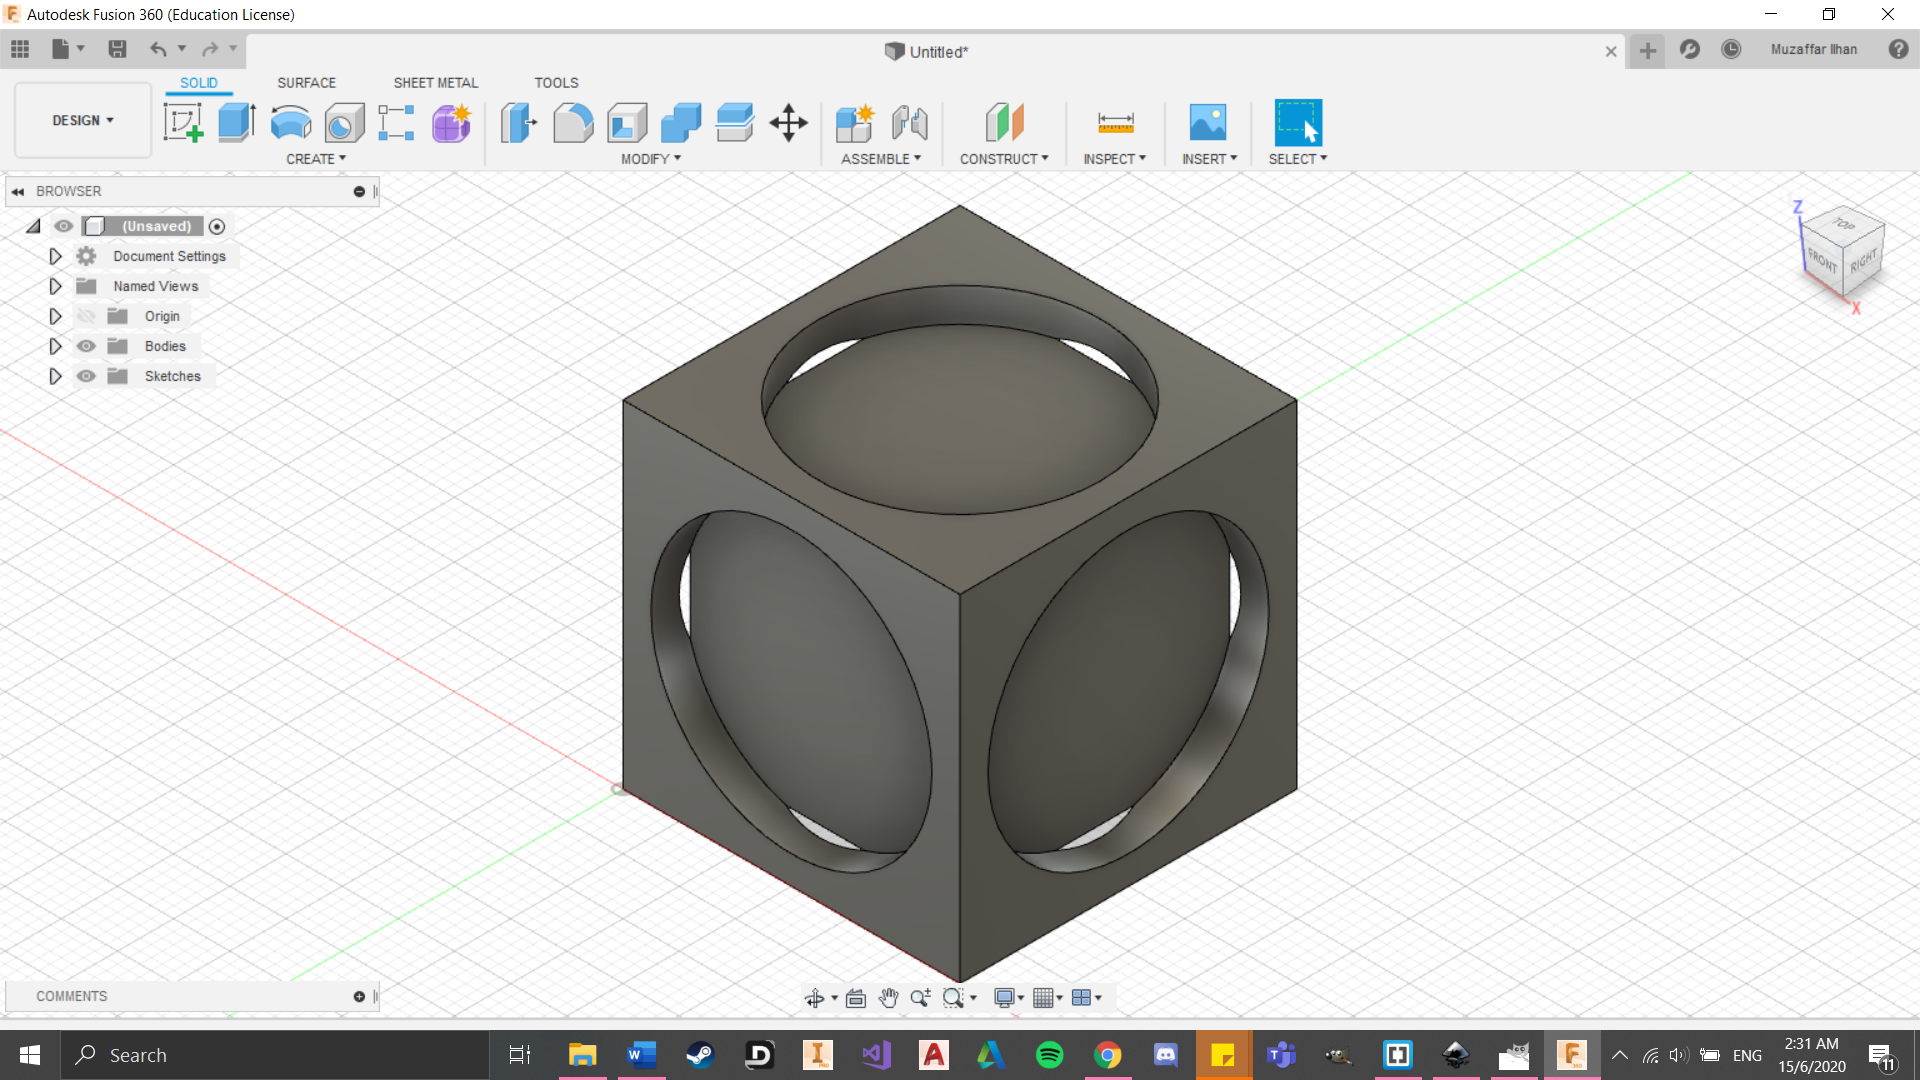 Autodesk Fusion 360 (Education License)
Untitled*
Muzaffar Ilhan
SOLID
SURFACE
SHEET METAL
TOOLS
DESIGN
CREATE
MODIFY
ASSEMBLE
CONSTRUCT
INSPECT
INSERT
SELECT
BROWSER
(Unsaved)
Document Settings
Named Views
Origin
Bodies
Sketches
Z
TOP
FRONT
RIGHT
X
COMMENTS
Search
ENG
2:31 AM
15/6/2020
11